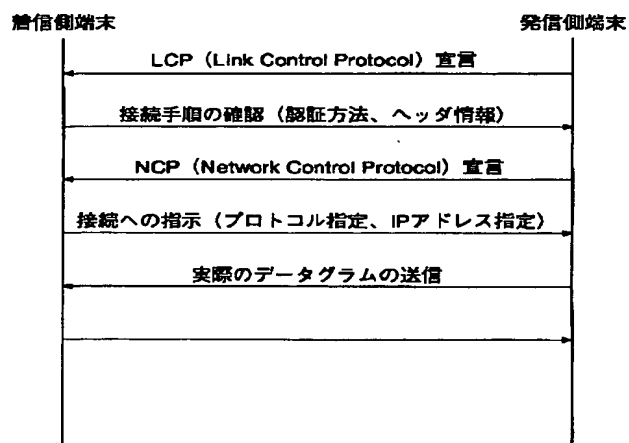 着信側端末
発信側端末
LCP（Link Control Protocol）宣言
接続手順の確認（認証方法、ヘッダ情報）
NCP（Network Control Protocol）宣言
接続への指示（プロトコル指定、IPアドレス指定）
実際のデータグラムの送信